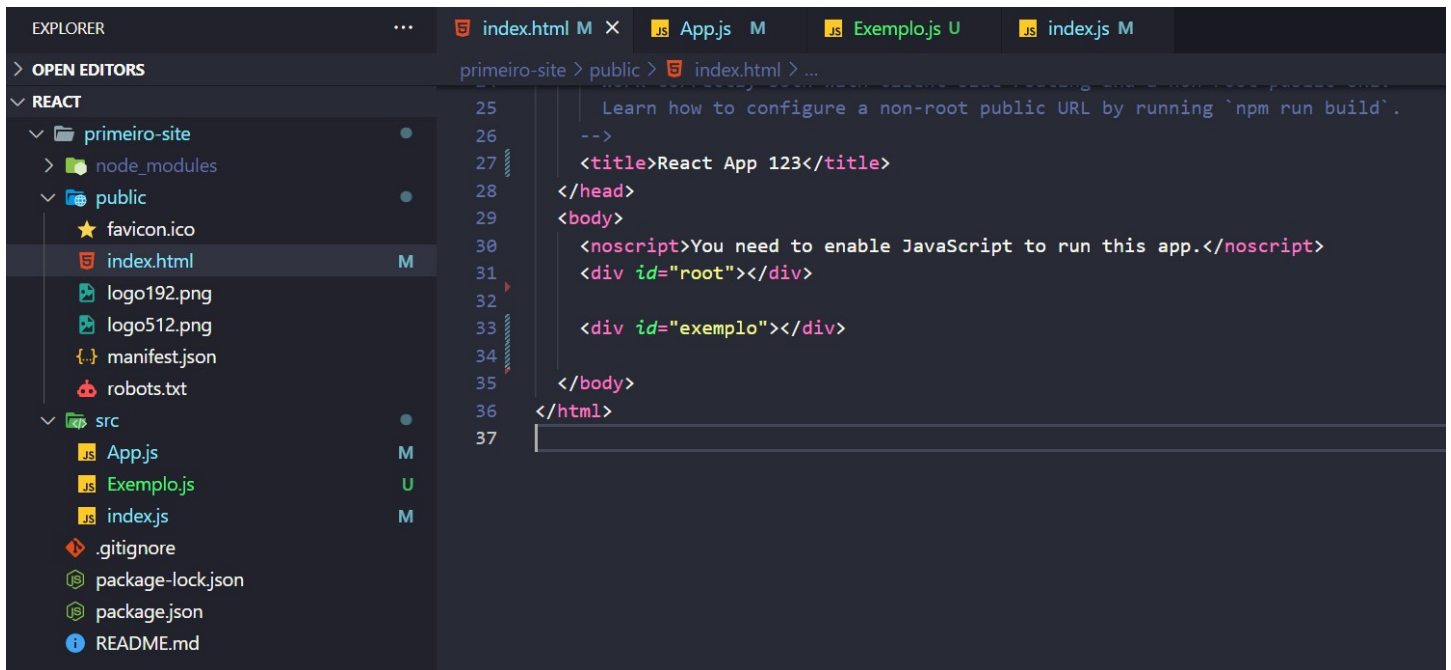 EXPLORER ...
OPEN EDITORS
REACT
primeiro-site
node_modules
public
favicon.ico
index.html M
logo192.png
logo512.png
manifest.json
robots.txt
src
App.js M
Exemplo.js U
index.js M
.gitignore
package-lock.json
package.json
README.md
index.html M App.js M Exemplo.js U index.js M
primeiro-site > public > index.html > ...
25 Learn how to configure a non-root public URL by running `npm run build`.
26 -->
27 <title>React App 123</title>
28 </head>
29 <body>
30 <noscript>You need to enable JavaScript to run this app.</noscript>
31 <div id="root"></div>
32
33 <div id="exemplo"></div>
34
35 </body>
36 </html>
37